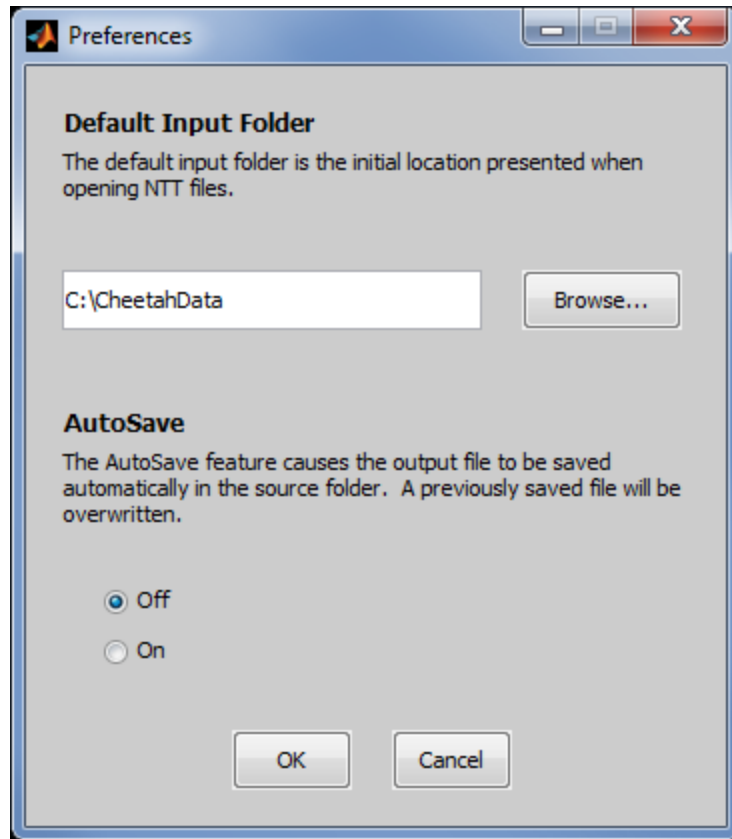 Preferences
Default Input Folder
The default input folder is the initial location presented when
opening NTT files.
C:\CheetahData
Browse...
AutoSave
The AutoSave feature causes the output file to be saved
automatically in the source folder.  A previously saved file will be
overwritten.
Off
On
OK
Cancel